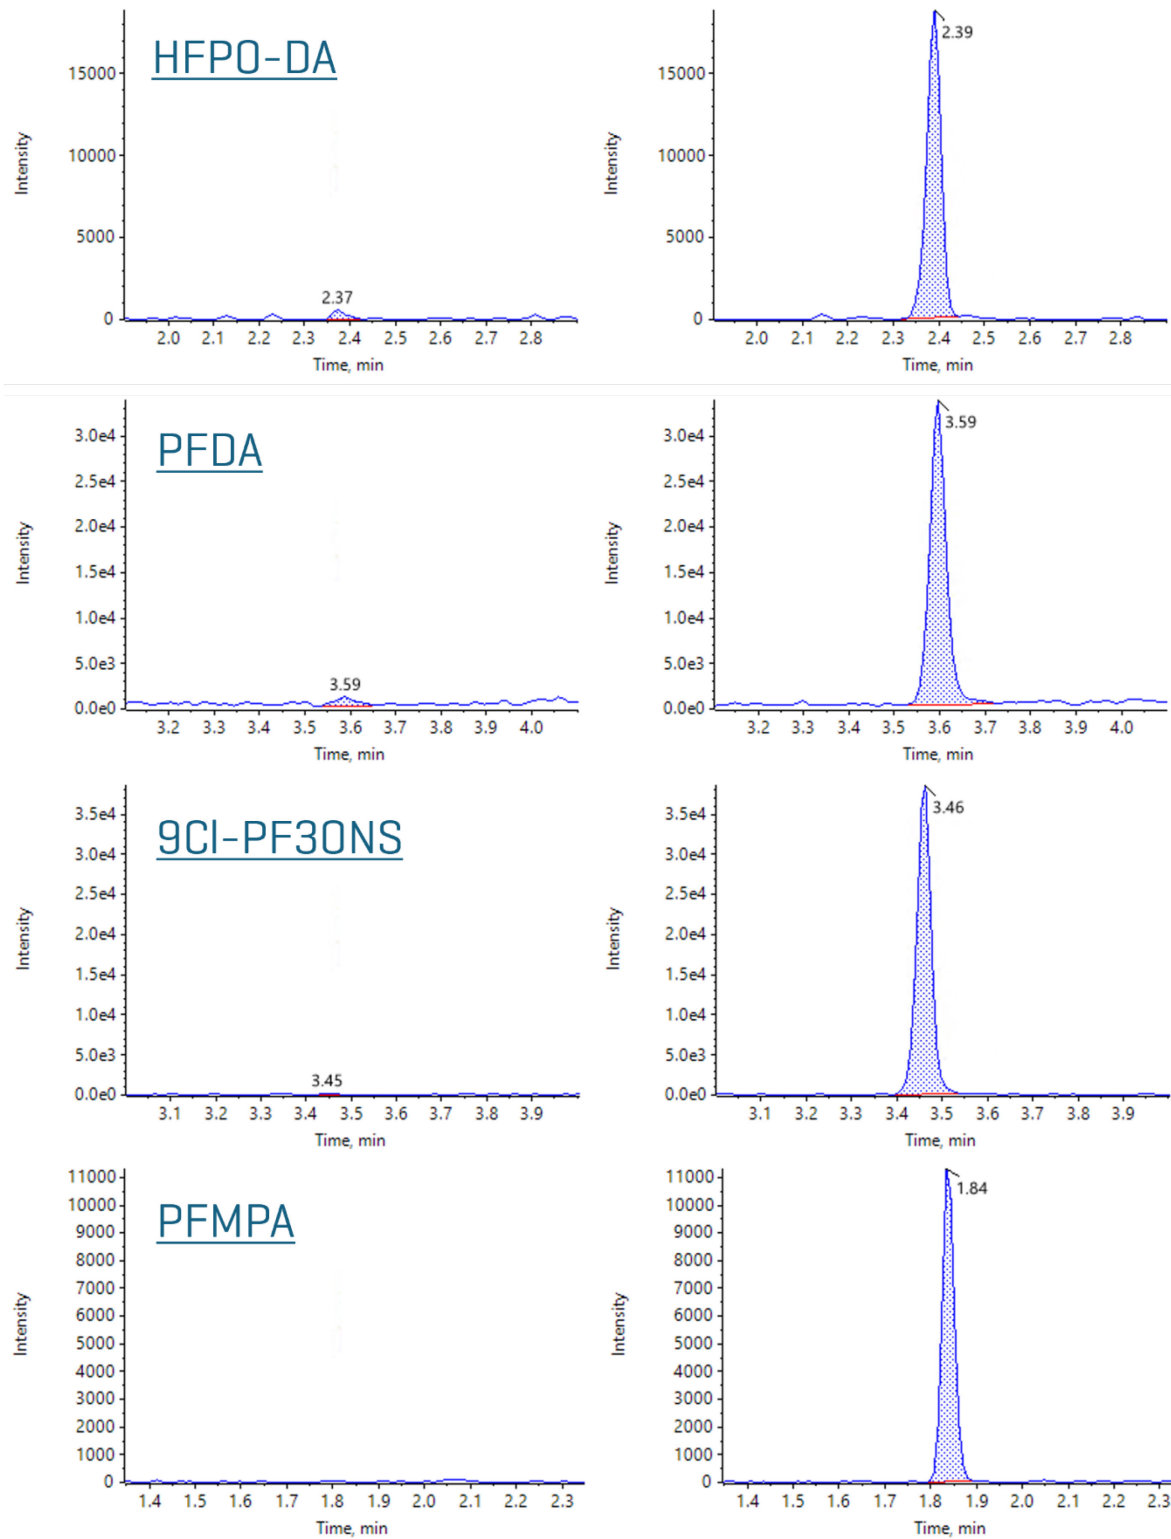 HFPO-DA
2.37
2.39
Intensity
15000
10000
5000
0
2.0 2.1 2.2 2.3 2.4 2.5 2.6 2.7 2.8
Time, min
Intensity
15000
10000
5000
0
2.0 2.1 2.2 2.3 2.4 2.5 2.6 2.7 2.8
Time, min
PFDA
3.59
3.59
Intensity
3.0e4
2.5e4
2.0e4
1.5e4
1.0e4
5.0e3
0.0e0
3.2 3.3 3.4 3.5 3.6 3.7 3.8 3.9 4.0
Time, min
Intensity
3.0e4
2.5e4
2.0e4
1.5e4
1.0e4
5.0e3
0.0e0
3.2 3.3 3.4 3.5 3.6 3.7 3.8 3.9 4.0
Time, min
9Cl-PF3ONS
3.45
3.46
Intensity
3.5e4
3.0e4
2.5e4
2.0e4
1.5e4
1.0e4
5.0e3
0.0e0
3.1 3.2 3.3 3.4 3.5 3.6 3.7 3.8 3.9
Time, min
Intensity
3.5e4
3.0e4
2.5e4
2.0e4
1.5e4
1.0e4
5.0e3
0.0e0
3.1 3.2 3.3 3.4 3.5 3.6 3.7 3.8 3.9
Time, min
PFMPA
1.84
Intensity
11000
10000
9000
8000
7000
6000
5000
4000
3000
2000
1000
0
1.4 1.5 1.6 1.7 1.8 1.9 2.0 2.1 2.2 2.3
Time, min
Intensity
11000
10000
9000
8000
7000
6000
5000
4000
3000
2000
1000
0
1.4 1.5 1.6 1.7 1.8 1.9 2.0 2.1 2.2 2.3
Time, min